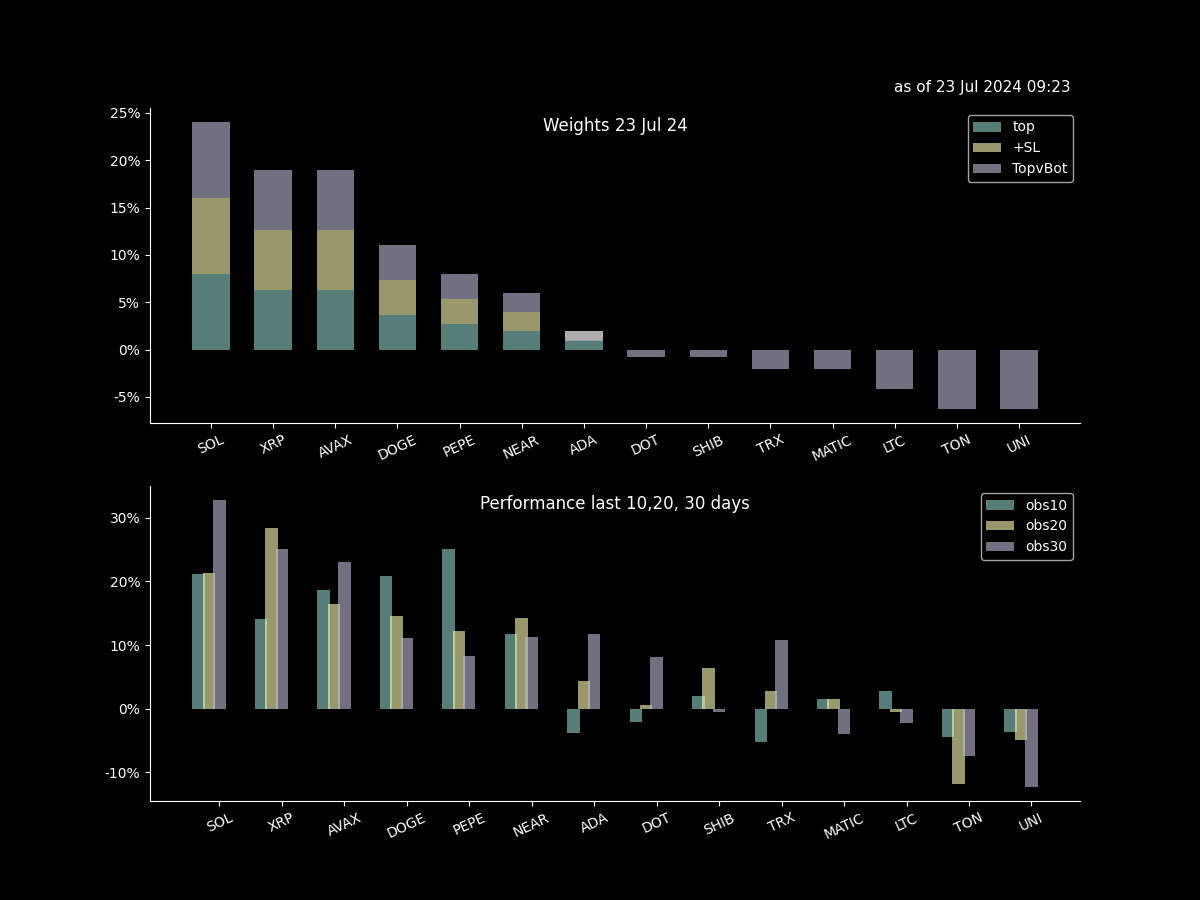 as of 23 Jul 2024 09:23
Weights 23 Jul 24
25%
20%
15%
10%
5%
0%
-5%
top
+SL
TopvBot
SOL XRP AVAX DOGE PEPE NEAR ADA DOT SHIB TRX MATIC LTC TON UNI
Performance last 10,20, 30 days
30%
20%
10%
0%
-10%
obs10
obs20
obs30
SOL XRP AVAX DOGE PEPE NEAR ADA DOT SHIB TRX MATIC LTC TON UNI